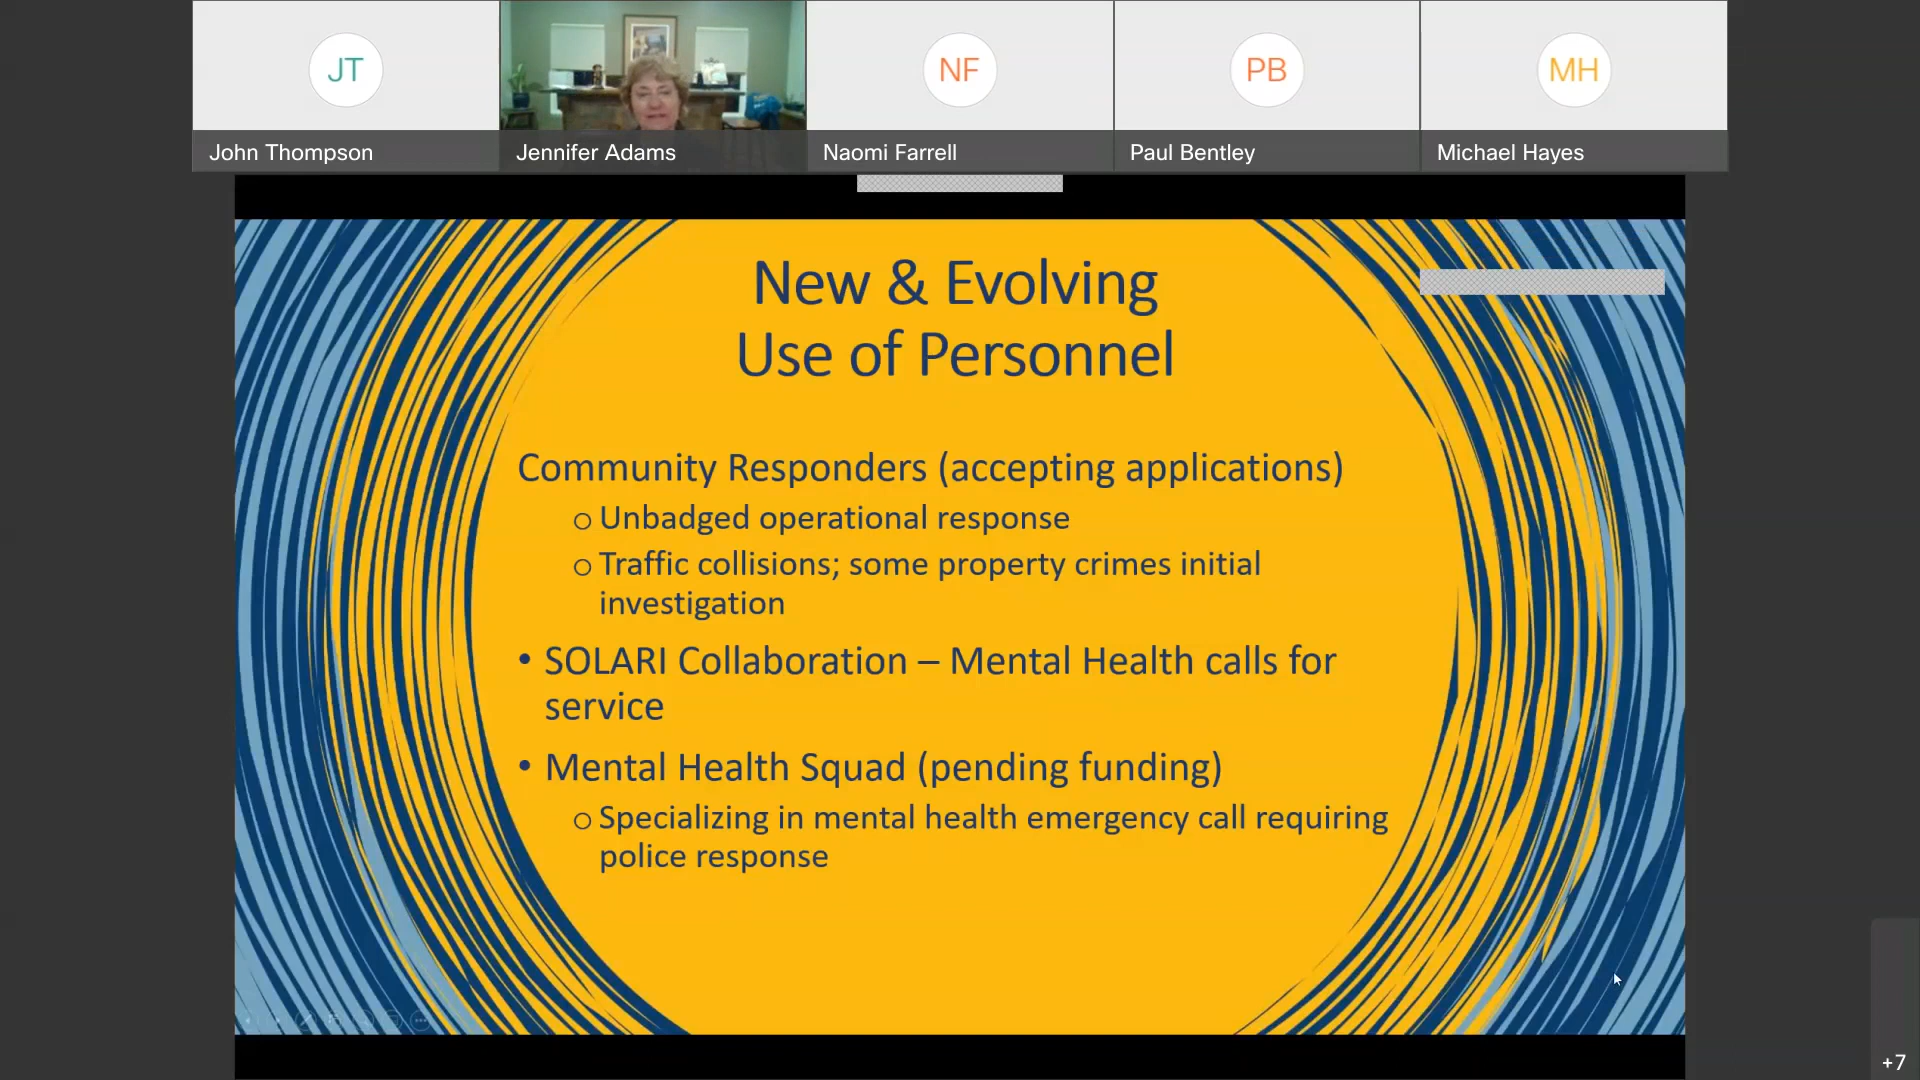 JT
NF
PB
MH
John Thompson
Jennifer Adams
Naomi Farrell
Paul Bentley
Michael Hayes
New & Evolving
Use of Personnel
Community Responders (accepting applications)
o Unbadged operational response
o Traffic collisions; some property crimes initial
investigation
• SOLARI Collaboration – Mental Health calls for
service
• Mental Health Squad (pending funding)
o Specializing in mental health emergency call requiring
police response
+7